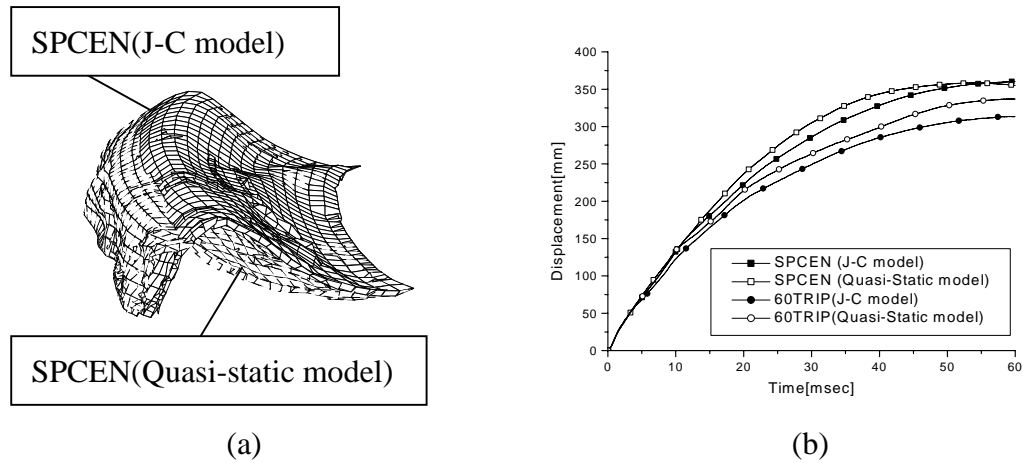 SPCEN(J-C model)
SPCEN(Quasi-static model)
(a)
Displacement[mm]
400
350
300
250
200
150
100
50
0
SPCEN (J-C model)
SPCEN (Quasi-Static model)
60TRIP(J-C model)
60TRIP(Quasi-Static model)
0 10 20 30 40 50 60
Time[msec]
(b)